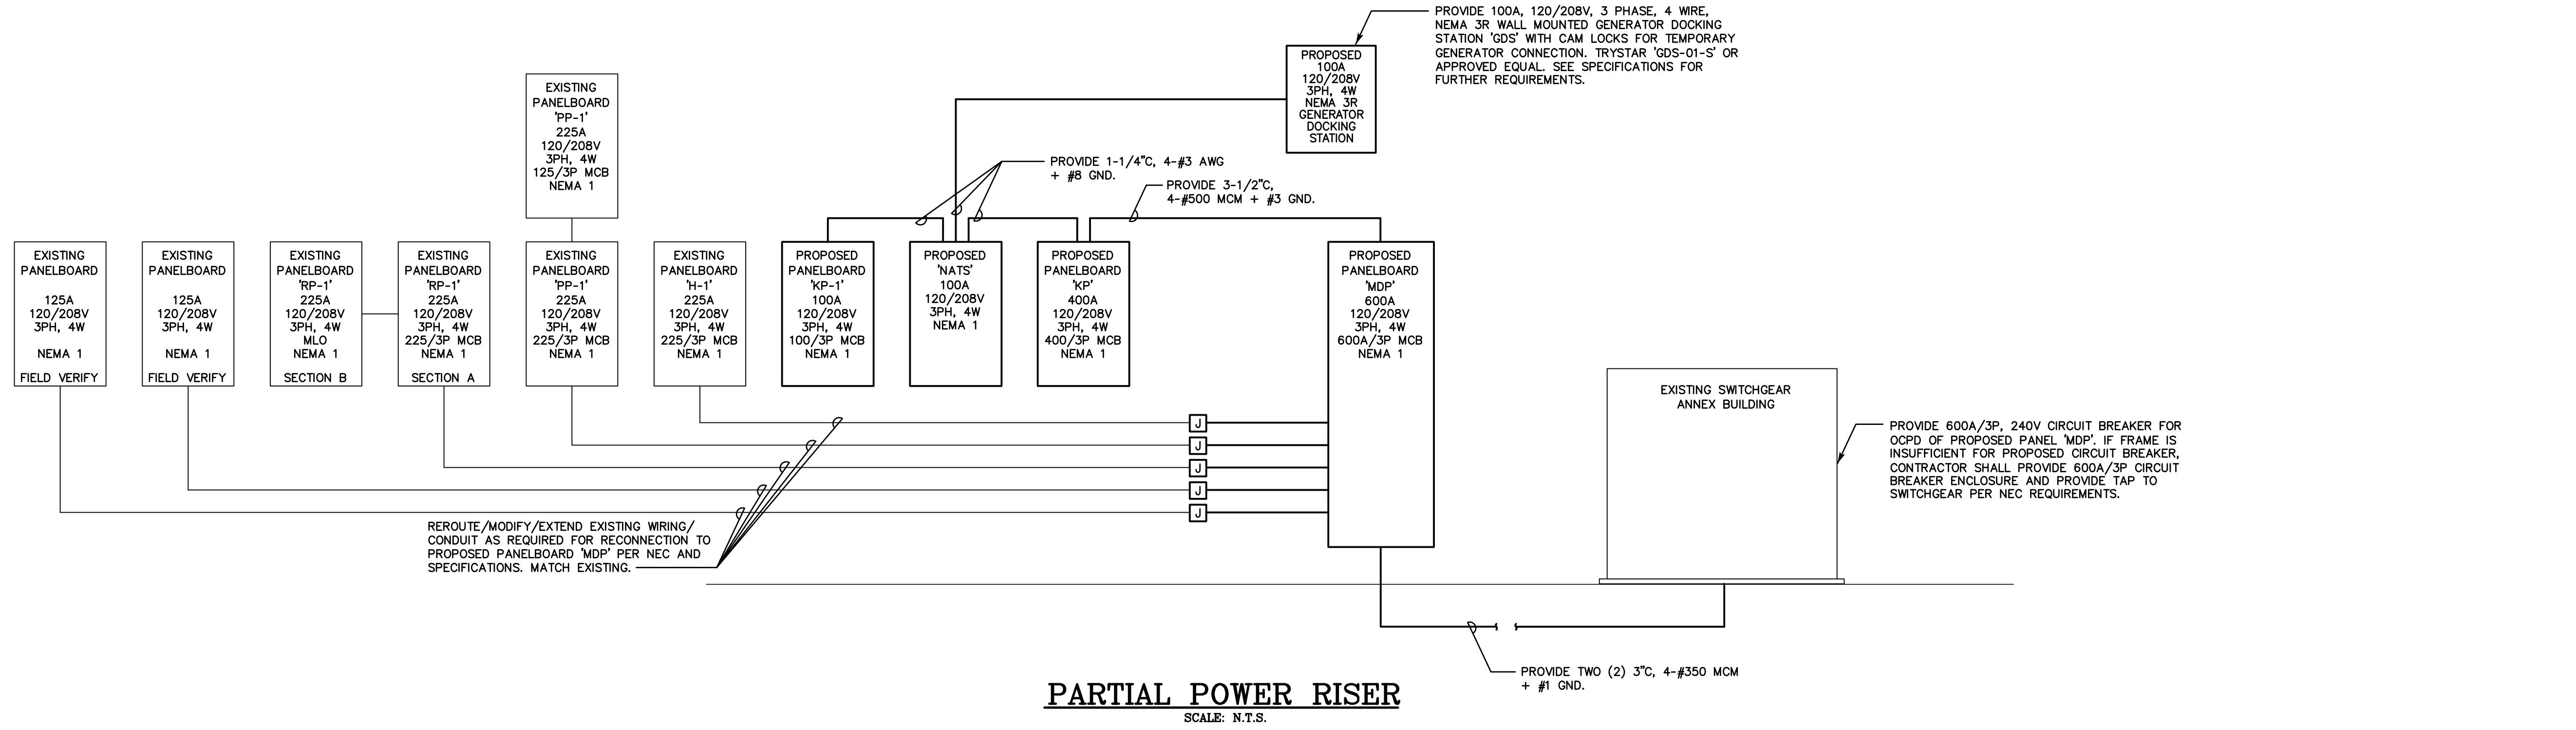 PROVIDE 100A, 120/208V, 3 PHASE, 4 WIRE,
NEMA 3R WALL MOUNTED GENERATOR DOCKING
STATION 'GDS' WITH CAM LOCKS FOR TEMPORARY
GENERATOR CONNECTION. TRYSTAR 'GDS-01-S' OR
APPROVED EQUAL. SEE SPECIFICATIONS FOR
FURTHER REQUIREMENTS.
PROPOSED
100A
120/208V
3PH, 4W
NEMA 3R
GENERATOR
DOCKING
STATION
EXISTING
PANELBOARD
'PP-1'
225A
120/208V
3PH, 4W
125/3P MCB
NEMA 1
PROVIDE 1-1/4"C, 4-#3 AWG
+ #8 GND.
PROVIDE 3-1/2"C,
4-#500 MCM + #3 GND.
EXISTING
PANELBOARD
125A
120/208V
3PH, 4W
NEMA 1
FIELD VERIFY
EXISTING
PANELBOARD
125A
120/208V
3PH, 4W
NEMA 1
FIELD VERIFY
EXISTING
PANELBOARD
'RP-1'
225A
120/208V
3PH, 4W
MLO
NEMA 1
SECTION B
EXISTING
PANELBOARD
'RP-1'
225A
120/208V
3PH, 4W
225/3P MCB
NEMA 1
SECTION A
EXISTING
PANELBOARD
'PP-1'
225A
120/208V
3PH, 4W
225/3P MCB
NEMA 1
EXISTING
PANELBOARD
'H-1'
225A
120/208V
3PH, 4W
225/3P MCB
NEMA 1
PROPOSED
PANELBOARD
'KP-1'
100A
120/208V
3PH, 4W
100/3P MCB
NEMA 1
PROPOSED
'NATS'
100A
120/208V
3PH, 4W
NEMA 1
PROPOSED
PANELBOARD
'KP'
400A
120/208V
3PH, 4W
400/3P MCB
NEMA 1
PROPOSED
PANELBOARD
'MDP'
600A
120/208V
3PH, 4W
600A/3P MCB
NEMA 1
EXISTING SWITCHGEAR
ANNEX BUILDING
PROVIDE 600A/3P, 240V CIRCUIT BREAKER FOR
OCPD OF PROPOSED PANEL 'MDP'. IF FRAME IS
INSUFFICIENT FOR PROPOSED CIRCUIT BREAKER,
CONTRACTOR SHALL PROVIDE 600A/3P CIRCUIT
BREAKER ENCLOSURE AND PROVIDE TAP TO
SWITCHGEAR PER NEC REQUIREMENTS.
J
J
J
J
J
REROUTE/MODIFY/EXTEND EXISTING WIRING/
CONDUIT AS REQUIRED FOR RECONNECTION TO
PROPOSED PANELBOARD 'MDP' PER NEC AND
SPECIFICATIONS. MATCH EXISTING.
PROVIDE TWO (2) 3"C, 4-#350 MCM
+ #1 GND.
PARTIAL POWER RISER
SCALE: N.T.S.